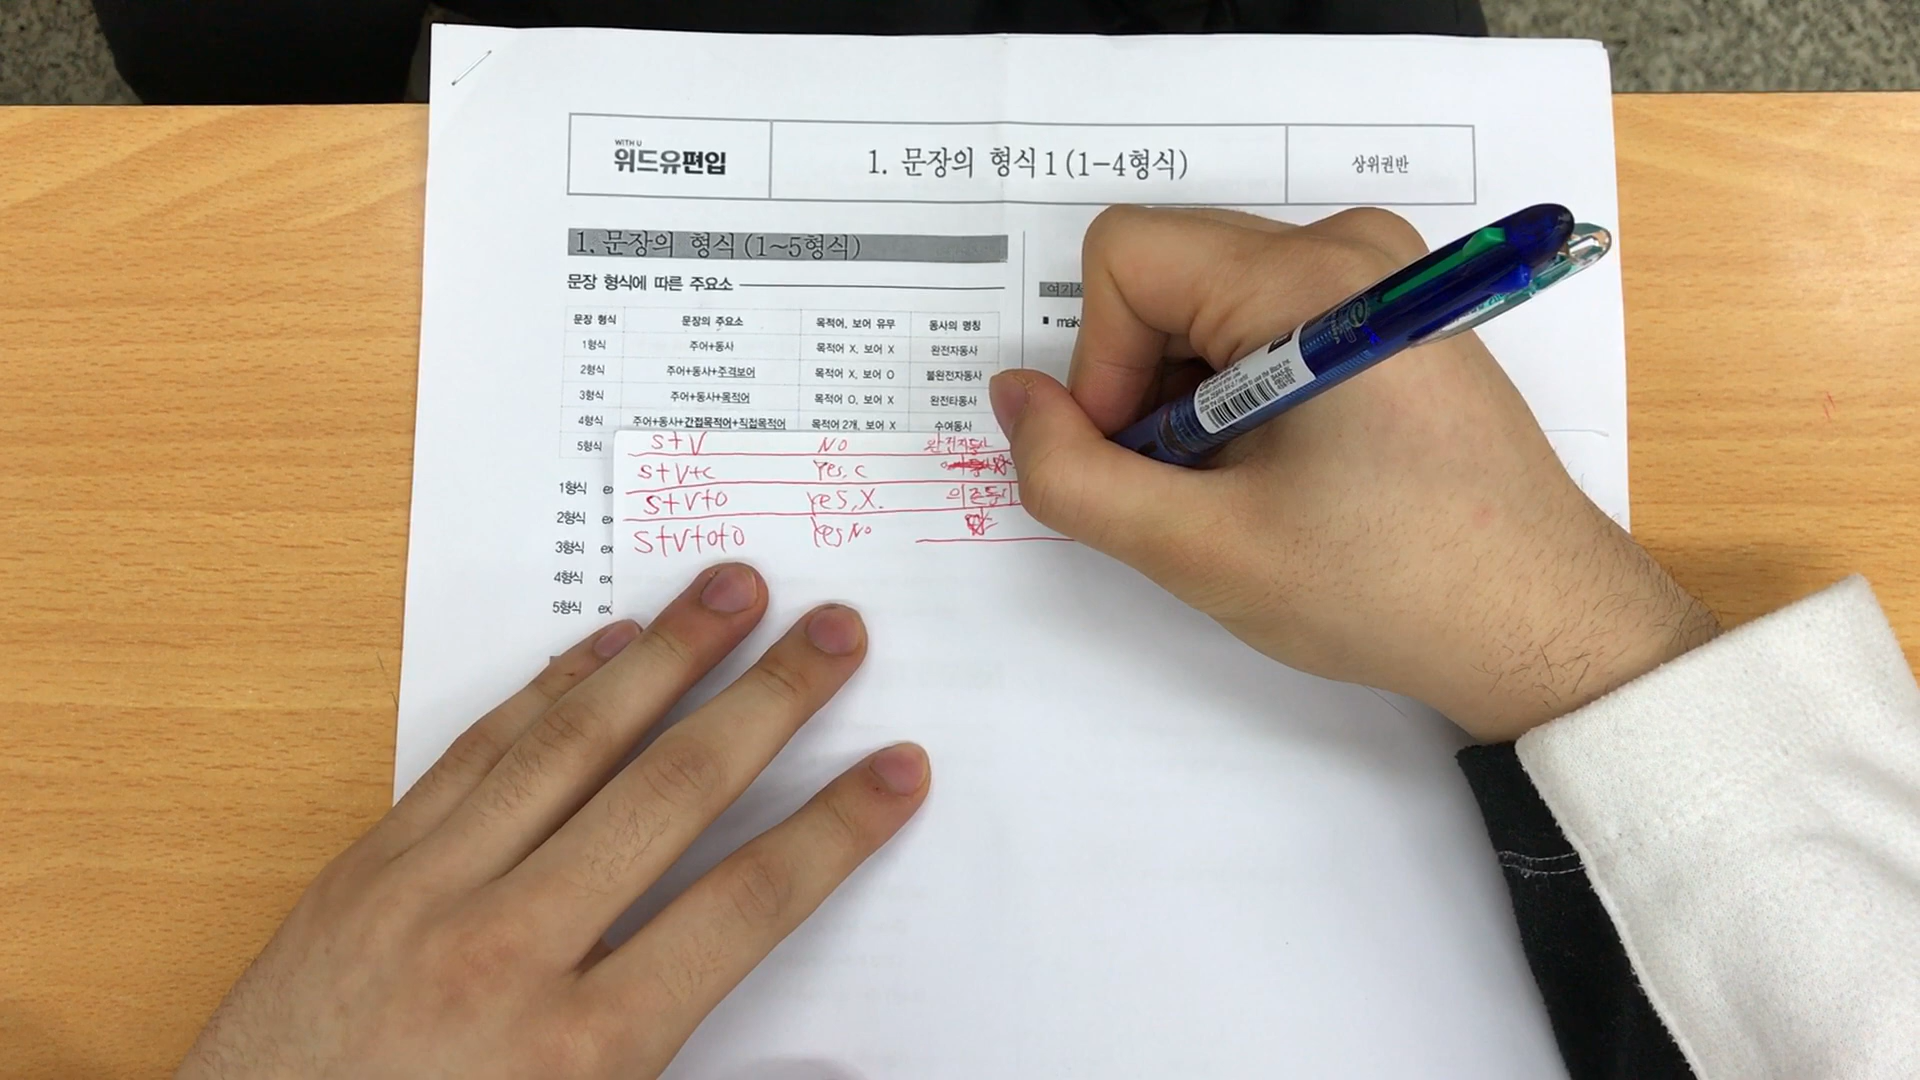 WITH U
위드유편입
1. 문장의 형식 1 (1-4형식)
상위권반
1. 문장의 형식 (1~5형식)
문장 형식에 따른 주요소
문장 형식 문장의 주요소 목적어, 보어 유무 동사의 명칭
1형식 주어+동사 목적어 X, 보어 X 완전자동사
2형식 주어+동사+주격보어 목적어 X, 보어 O 불완전자동사
3형식 주어+동사+목적어 목적어 O, 보어 X 완전타동사
4형식 주어+동사+간접목적어+직접목적어 목적어 2개, 보어 X 수여동사
5형식
S+V NO 완전자동사
S+V+C Yes, C
S+V+O yes, X. 의존동사
S+V+O+O Yes No
1형식 ex
2형식 ex
3형식 ex
4형식 ex
5형식 ex
여기서
■ mak